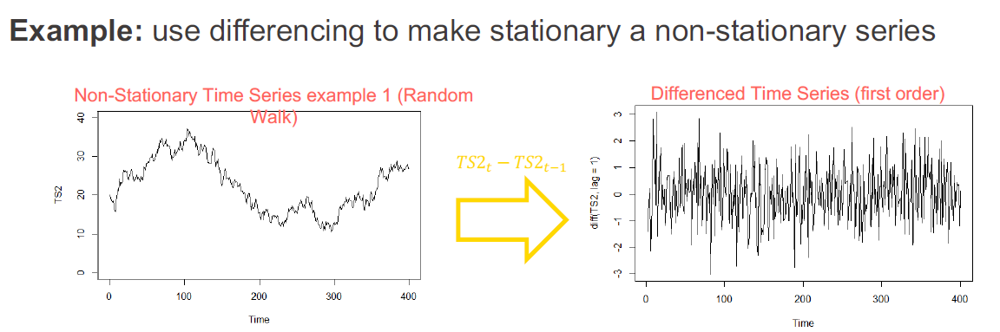 Example: use differencing to make stationary a non-stationary series
Non-Stationary Time Series example 1 (Random
Walk)
40
30
20
10
0
TS2
0 100 200 300 400
Time
TS2ₜ − TS2ₜ₋₁
Differenced Time Series (first order)
3
2
1
0
-1
-2
-3
diff(TS2, lag = 1)
0 100 200 300 400
Time